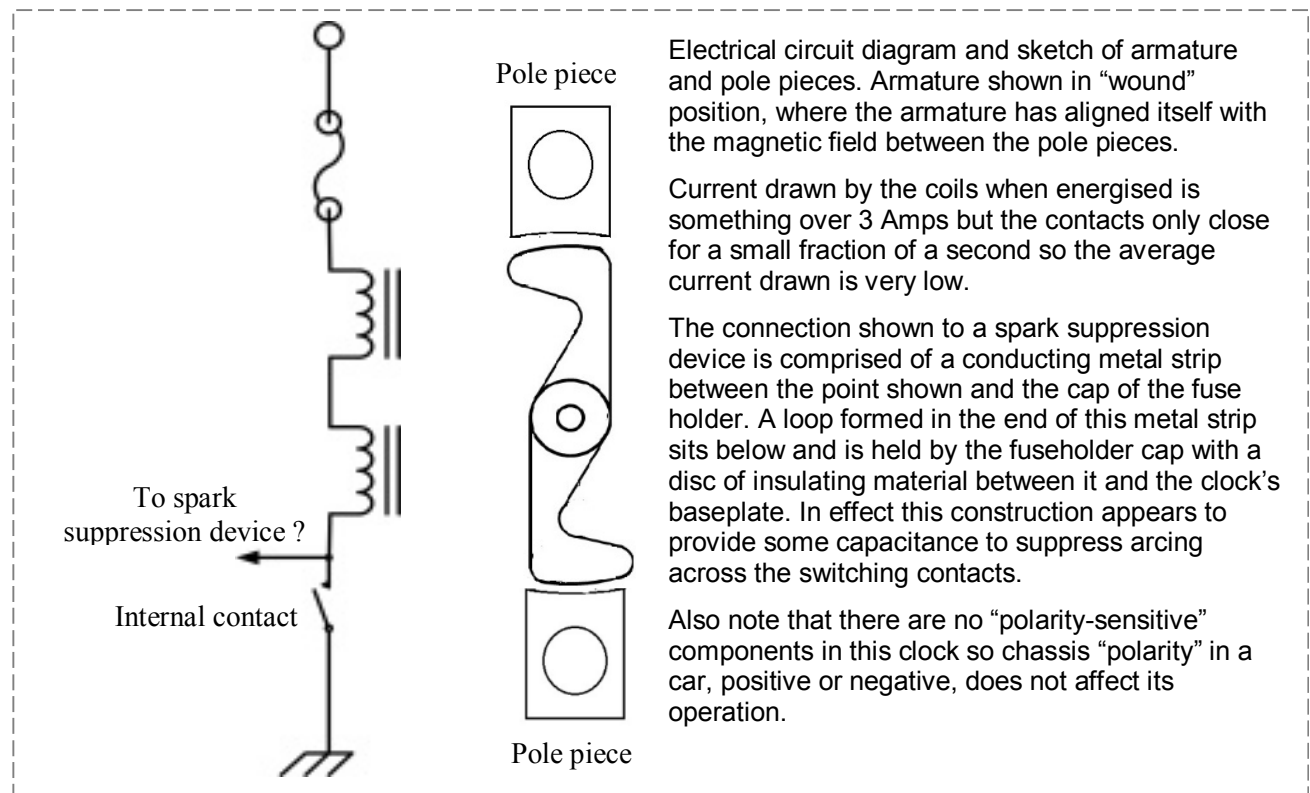 Pole piece
To spark
suppression device ?
Internal contact
Pole piece
Electrical circuit diagram and sketch of armature
and pole pieces. Armature shown in “wound”
position, where the armature has aligned itself with
the magnetic field between the pole pieces.
Current drawn by the coils when energised is
something over 3 Amps but the contacts only close
for a small fraction of a second so the average
current drawn is very low.
The connection shown to a spark suppression
device is comprised of a conducting metal strip
between the point shown and the cap of the fuse
holder. A loop formed in the end of this metal strip
sits below and is held by the fuseholder cap with a
disc of insulating material between it and the clock’s
baseplate. In effect this construction appears to
provide some capacitance to suppress arcing
across the switching contacts.
Also note that there are no “polarity-sensitive”
components in this clock so chassis “polarity” in a
car, positive or negative, does not affect its
operation.